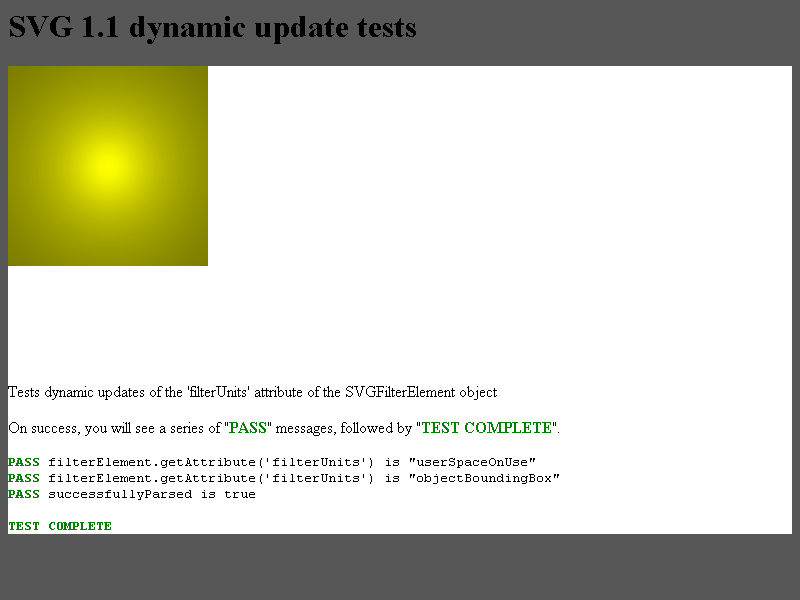 SVG 1.1 dynamic update tests
Tests dynamic updates of the 'filterUnits' attribute of the SVGFilterElement object
On success, you will see a series of "PASS" messages, followed by "TEST COMPLETE".
PASS filterElement.getAttribute('filterUnits') is "userSpaceOnUse"
PASS filterElement.getAttribute('filterUnits') is "objectBoundingBox"
PASS successfullyParsed is true
TEST COMPLETE